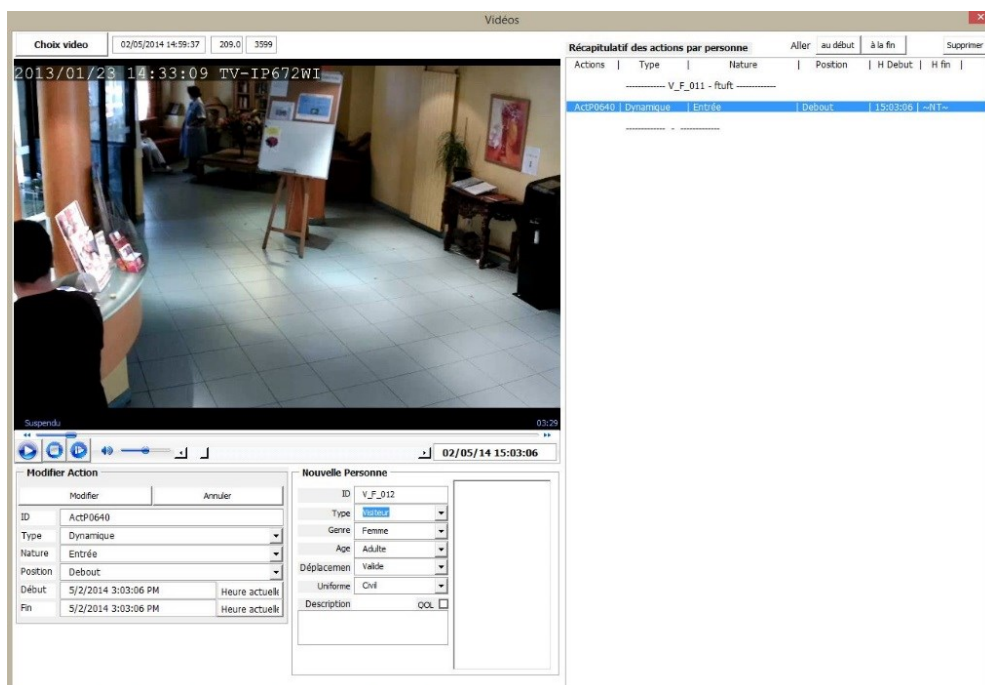 Vidéos
Choix video 02/05/2014 14:59:37 209.0 3599
Récapitulatif des actions par personne Aller au début à la fin Supprimer
Actions | Type | Nature | Position | H Debut | H fin |
------------- V_F_011 - ftuft -------------
ActP0640 | Dynamique | Entrée | Debout | 15:03:06 | ~NT~
------------- - -------------
2013/01/23 14:33:09 TV-IP672WI
Suspendu 03:29
02/05/14 15:03:06
Modifier Action
Modifier Annuler
ID ActP0640
Type Dynamique
Nature Entrée
Position Debout
Début 5/2/2014 3:03:06 PM Heure actuelle
Fin 5/2/2014 3:03:06 PM Heure actuelle
Nouvelle Personne
ID V_F_012
Type Visiteur
Genre Femme
Age Adulte
Déplacemen Valide
Uniforme Civil
Description QOL